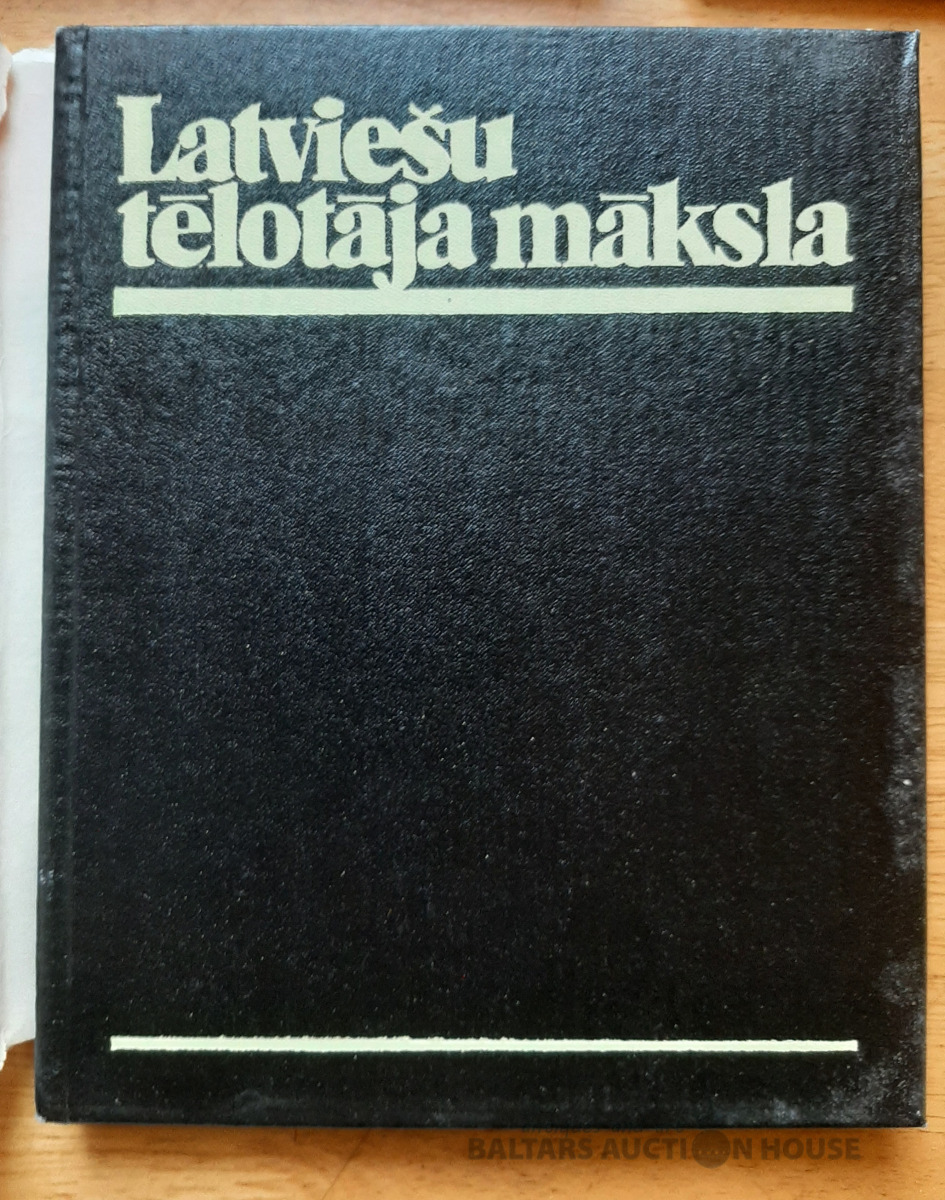 Latviešu
tēlotāja māksla
BALTARS AUCTION HOUSE